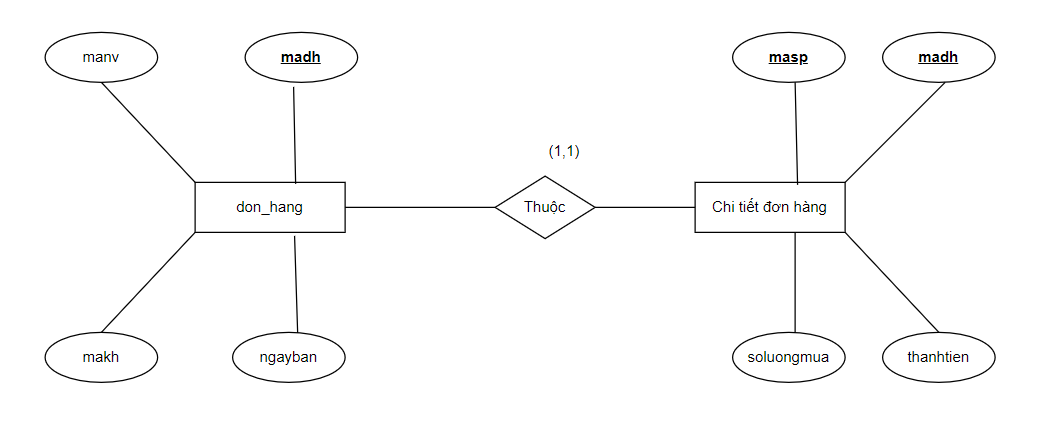 manv
madh
masp
madh
(1,1)
don_hang
Thuộc
Chi tiết đơn hàng
makh
ngayban
soluongmua
thanhtien